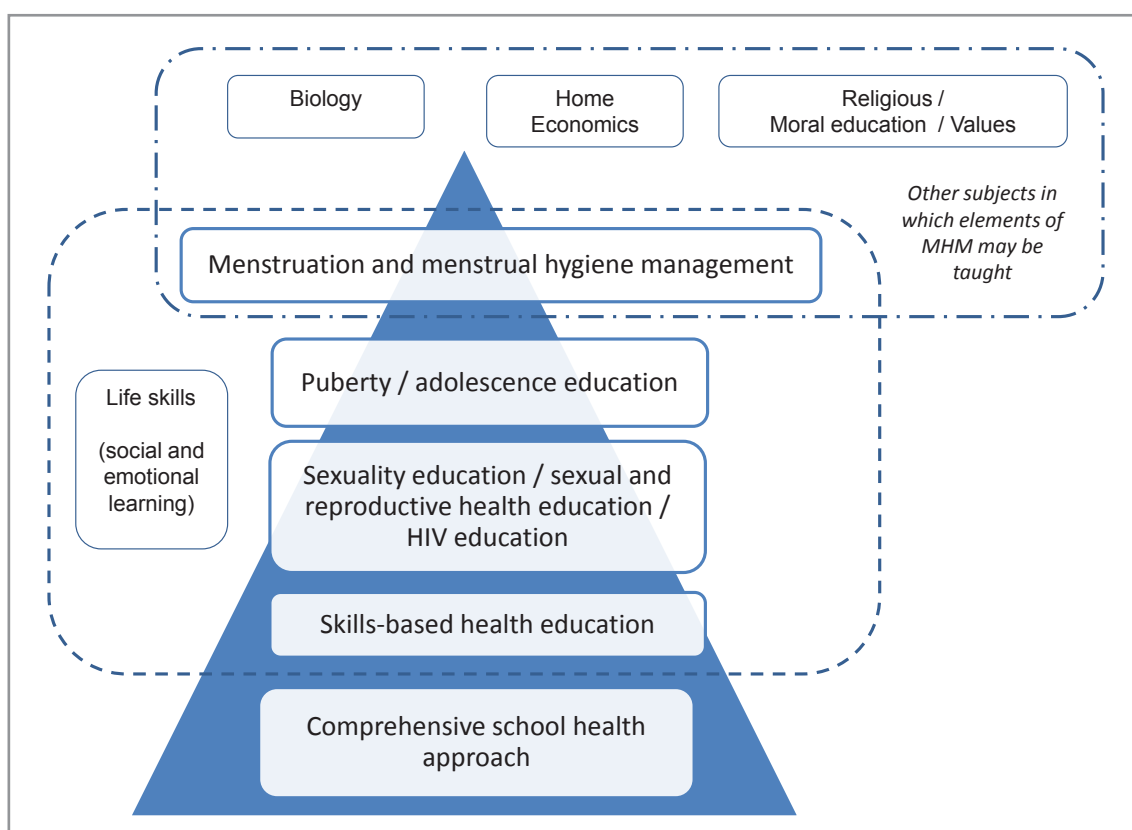 Biology
Home
Economics
Religious /
Moral education / Values
Other subjects in
which elements of
MHM may be
taught
Menstruation and menstrual hygiene management
Puberty / adolescence education
Life skills
(social and
emotional
learning)
Sexuality education / sexual and
reproductive health education /
HIV education
Skills-based health education
Comprehensive school health
approach